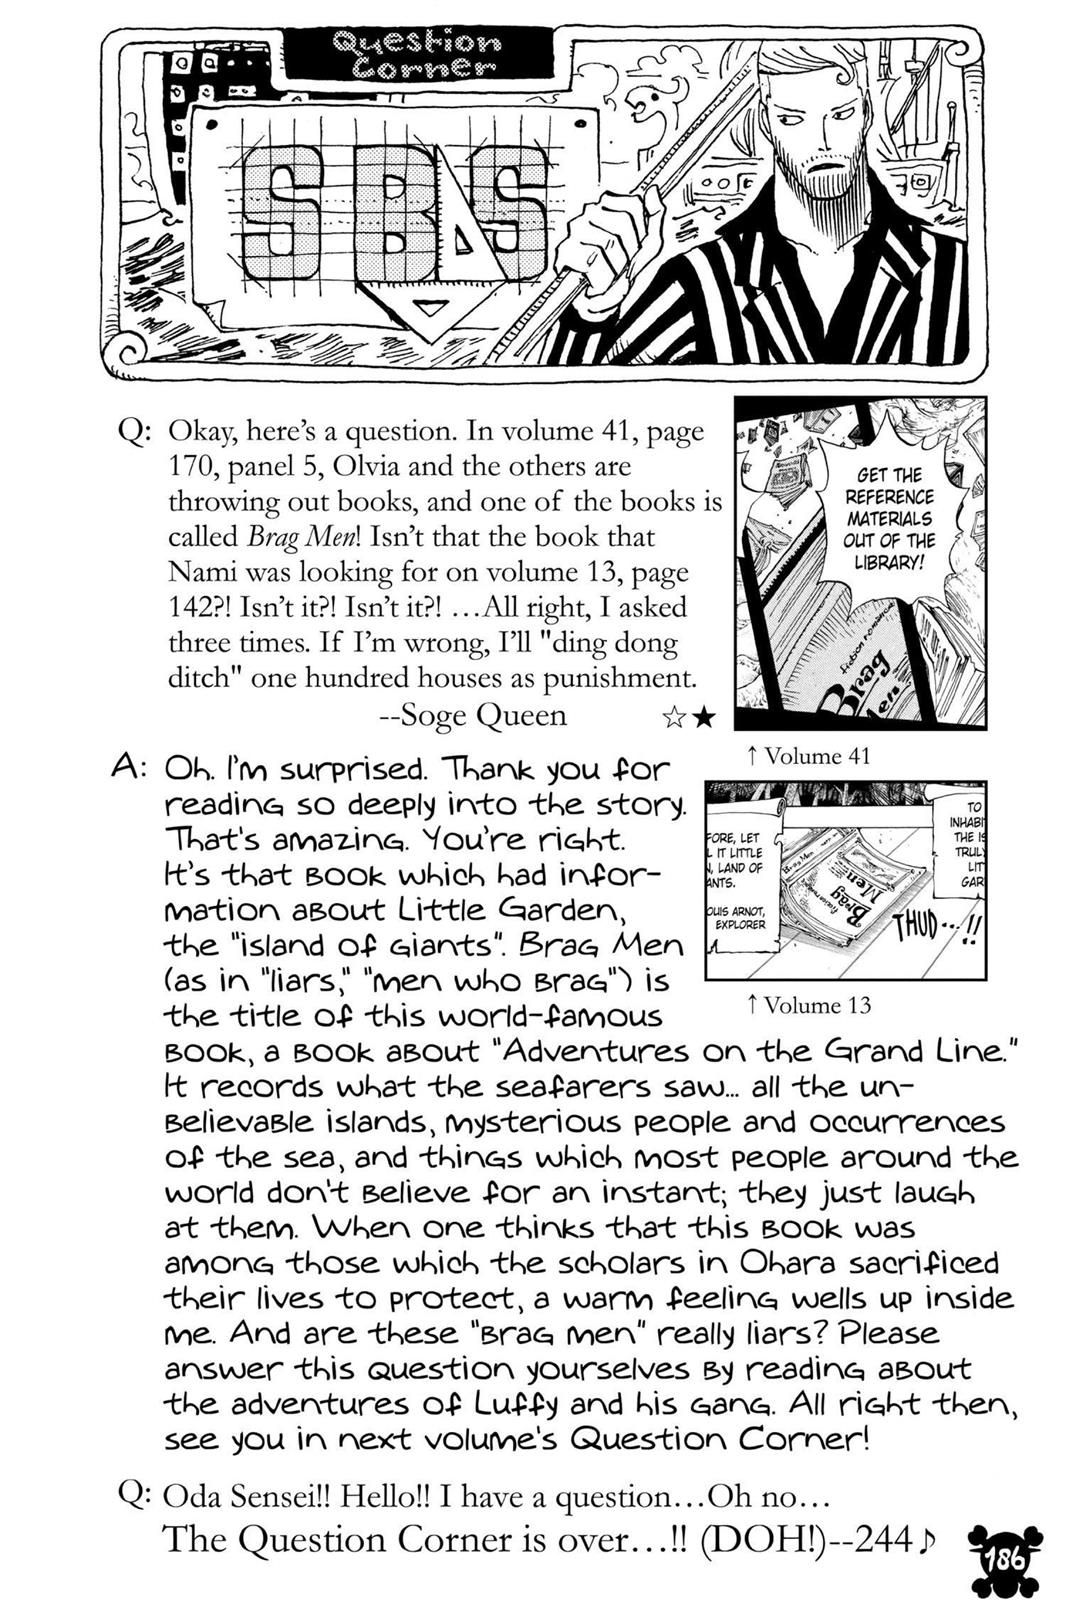 Question
Corner
SBS
Q: Okay, here's a question. In volume 41, page
170, panel 5, Olvia and the others are
throwing out books, and one of the books is
called Brag Men! Isn't that the book that
Nami was looking for on volume 13, page
142?! Isn't it?! Isn't it?! …All right, I asked
three times. If I'm wrong, I'll "ding dong
ditch" one hundred houses as punishment.
--Soge Queen ☆★
GET THE
REFERENCE
MATERIALS
OUT OF THE
LIBRARY!
Brag
Men
↑ Volume 41
A: Oh. I'm surprised. Thank you for
reading so deeply into the story.
That's amazing. You're right.
It's that book which had infor-
mation about Little Garden,
the "island of giants". Brag Men
(as in "liars," "men who brag") is
the title of this world-famous
book, a book about "Adventures on the Grand Line."
It records what the seafarers saw... all the un-
believable islands, mysterious people and occurrences
of the sea, and things which most people around the
world don't believe for an instant; they just laugh
at them. When one thinks that this book was
among those which the scholars in Ohara sacrificed
their lives to protect, a warm feeling wells up inside
me. And are these "brag men" really liars? Please
answer this question yourselves by reading about
the adventures of Luffy and his gang. All right then,
see you in next volume's Question Corner!
FORE, LET
L IT LITTLE
N, LAND OF
ANTS.
OUIS ARNOT,
EXPLORER
Brag Men
Brag
Men
TO
INHABI
THE IS
TRULY
LIT
GAR
THUD...!!
↑ Volume 13
Q: Oda Sensei!! Hello!! I have a question…Oh no…
The Question Corner is over…!! (DOH!)--244♪
186